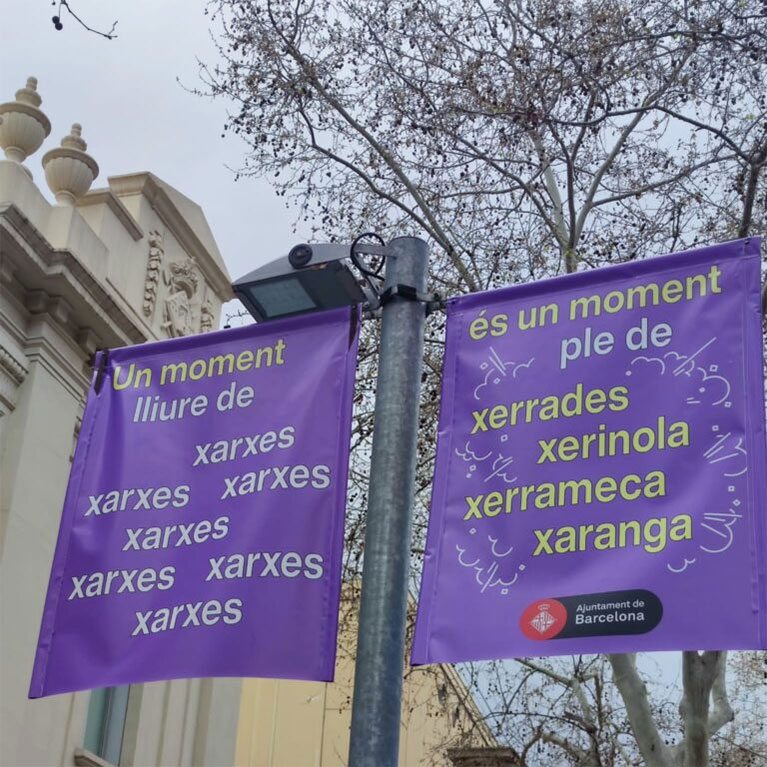 Un moment
lliure de
xarxes
xarxes xarxes
xarxes
xarxes xarxes
xarxes
és un moment
ple de
xerrades
xerinola
xerrameca
xaranga
Ajuntament de
Barcelona